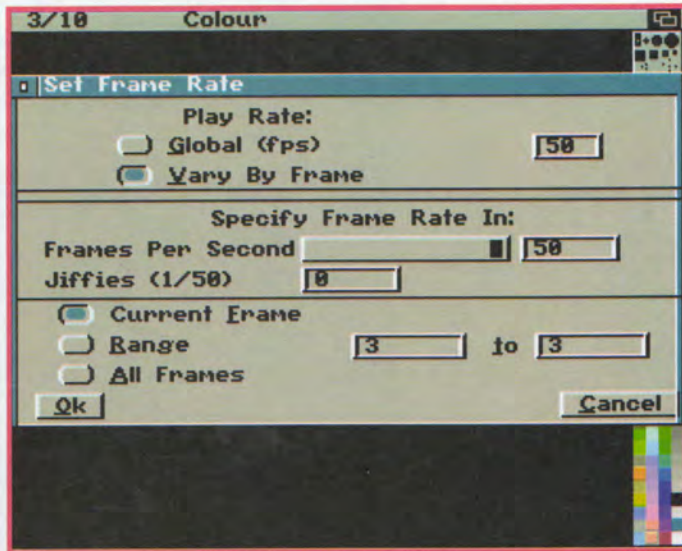 3/10 Colour
Set Frame Rate
Play Rate:
Global (fps) 50
Vary By Frame
Specify Frame Rate In:
Frames Per Second 50
Jiffies (1/50) 0
Current Frame
Range 3 to 3
All Frames
Ok Cancel